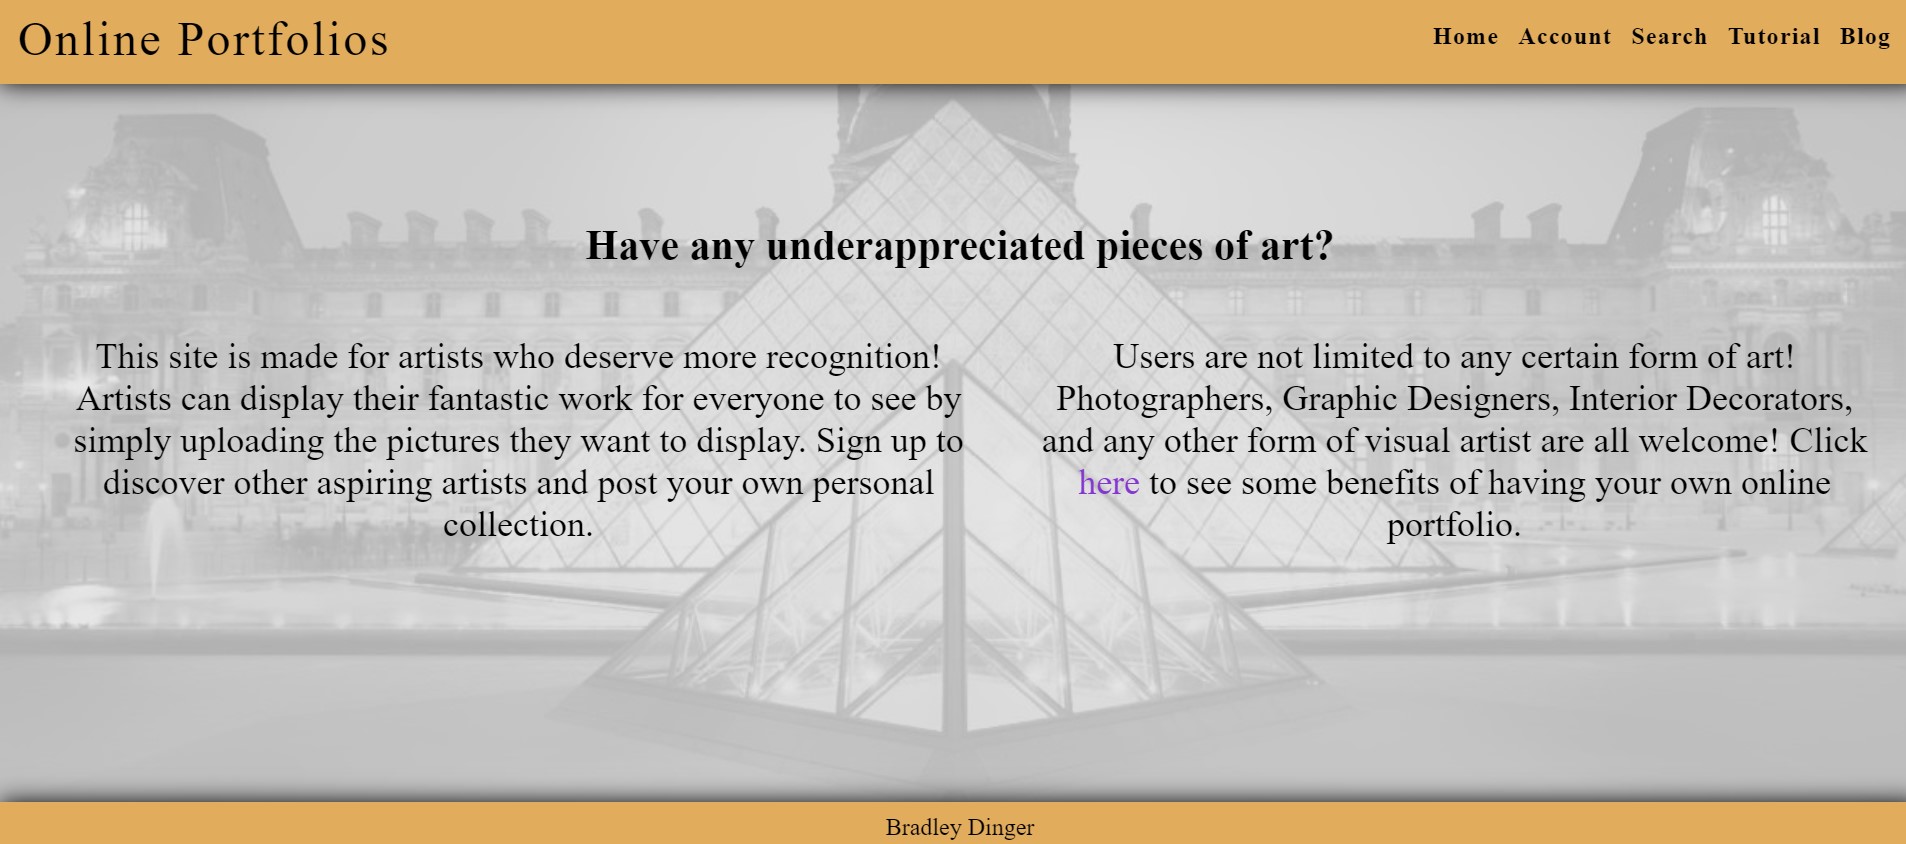 Online Portfolios
Home Account Search Tutorial Blog
Have any underappreciated pieces of art?
This site is made for artists who deserve more recognition!
Artists can display their fantastic work for everyone to see by
simply uploading the pictures they want to display. Sign up to
discover other aspiring artists and post your own personal
collection.
Users are not limited to any certain form of art!
Photographers, Graphic Designers, Interior Decorators,
and any other form of visual artist are all welcome! Click
here to see some benefits of having your own online
portfolio.
Bradley Dinger